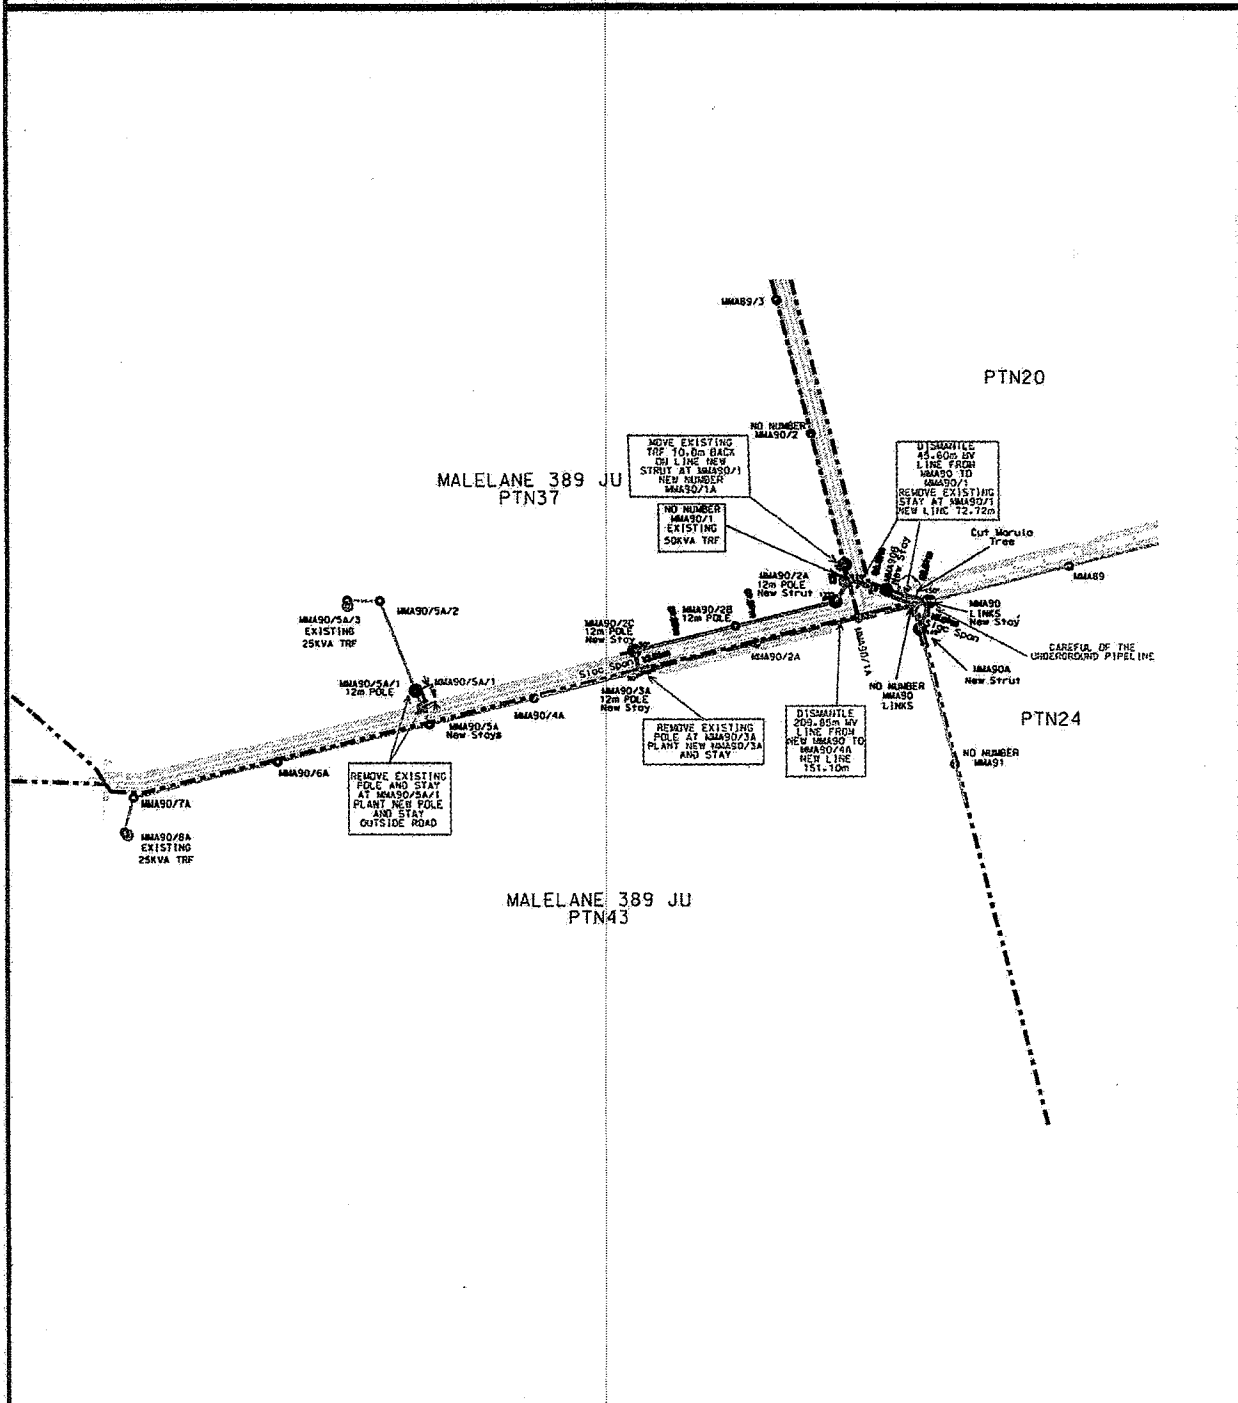 MMA89/3
PTN20
NO NUMBER
MMA90/2
MOVE EXISTING
TRF 10.0m BACK
ON LINE NEW
STRUT AT MMA90/1
NEW NUMBER
MMA90/1A
DISMANTLE
45.60m MV
LINE FROM
MMA90 TO
MMA90/1
REMOVE EXISTING
STAY AT MMA90/1
NEW LINE 72.72m
MALELANE 389 JU
PTN37
NO NUMBER
MMA90/1
EXISTING
50KVA TRF
Cut Marula
Tree
MMA90B
New Stay
MMA89
MMA90/2A
12m POLE
New Strut
MMA90/5A/2
MMA90/5A/3
EXISTING
25KVA TRF
MMA90/2B
12m POLE
MMA90/2C
12m POLE
New Stay
MMA90
LINKS
New Stay
Span
CAREFUL OF THE
UNDERGROUND PIPELINE
MMA90/1A
MMA90/2A
Slack Span
MMA90A
New Strut
MMA90/5A/1
12m POLE
MMA90/5A/1
MMA90/4A
MMA90/3A
12m POLE
New Stay
NO NUMBER
MMA90
LINKS
PTN24
MMA90/5A
New Stays
REMOVE EXISTING
POLE AT MMA90/3A
PLANT NEW MMA90/3A
AND STAY
DISMANTLE
209.85m MV
LINE FROM
NEW MMA90 TO
MMA90/4A
NEW LINE
151.10m
NO NUMBER
MMA91
MMA90/6A
REMOVE EXISTING
POLE AND STAY
AT MMA90/5A/1
PLANT NEW POLE
AND STAY
OUTSIDE ROAD
MMA90/7A
MMA90/8A
EXISTING
25KVA TRF
MALELANE 389 JU
PTN43